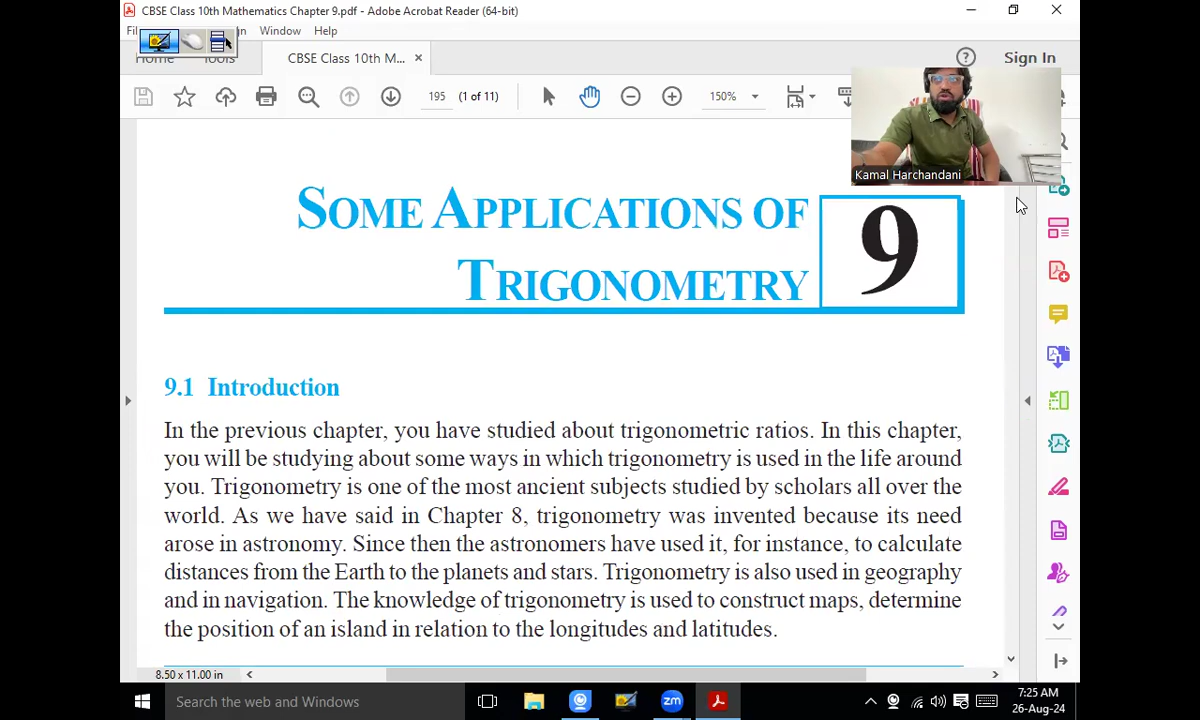 CBSE Class 10th Mathematics Chapter 9.pdf - Adobe Acrobat Reader (64-bit)
Window Help
Home Tools CBSE Class 10th M... × Sign In
195 (1 of 11) 150%
Kamal Harchandani
SOME APPLICATIONS OF
TRIGONOMETRY
9
9.1 Introduction
In the previous chapter, you have studied about trigonometric ratios. In this chapter,
you will be studying about some ways in which trigonometry is used in the life around
you. Trigonometry is one of the most ancient subjects studied by scholars all over the
world. As we have said in Chapter 8, trigonometry was invented because its need
arose in astronomy. Since then the astronomers have used it, for instance, to calculate
distances from the Earth to the planets and stars. Trigonometry is also used in geography
and in navigation. The knowledge of trigonometry is used to construct maps, determine
the position of an island in relation to the longitudes and latitudes.
8.50 x 11.00 in
Search the web and Windows
zm
7:25 AM
26-Aug-24